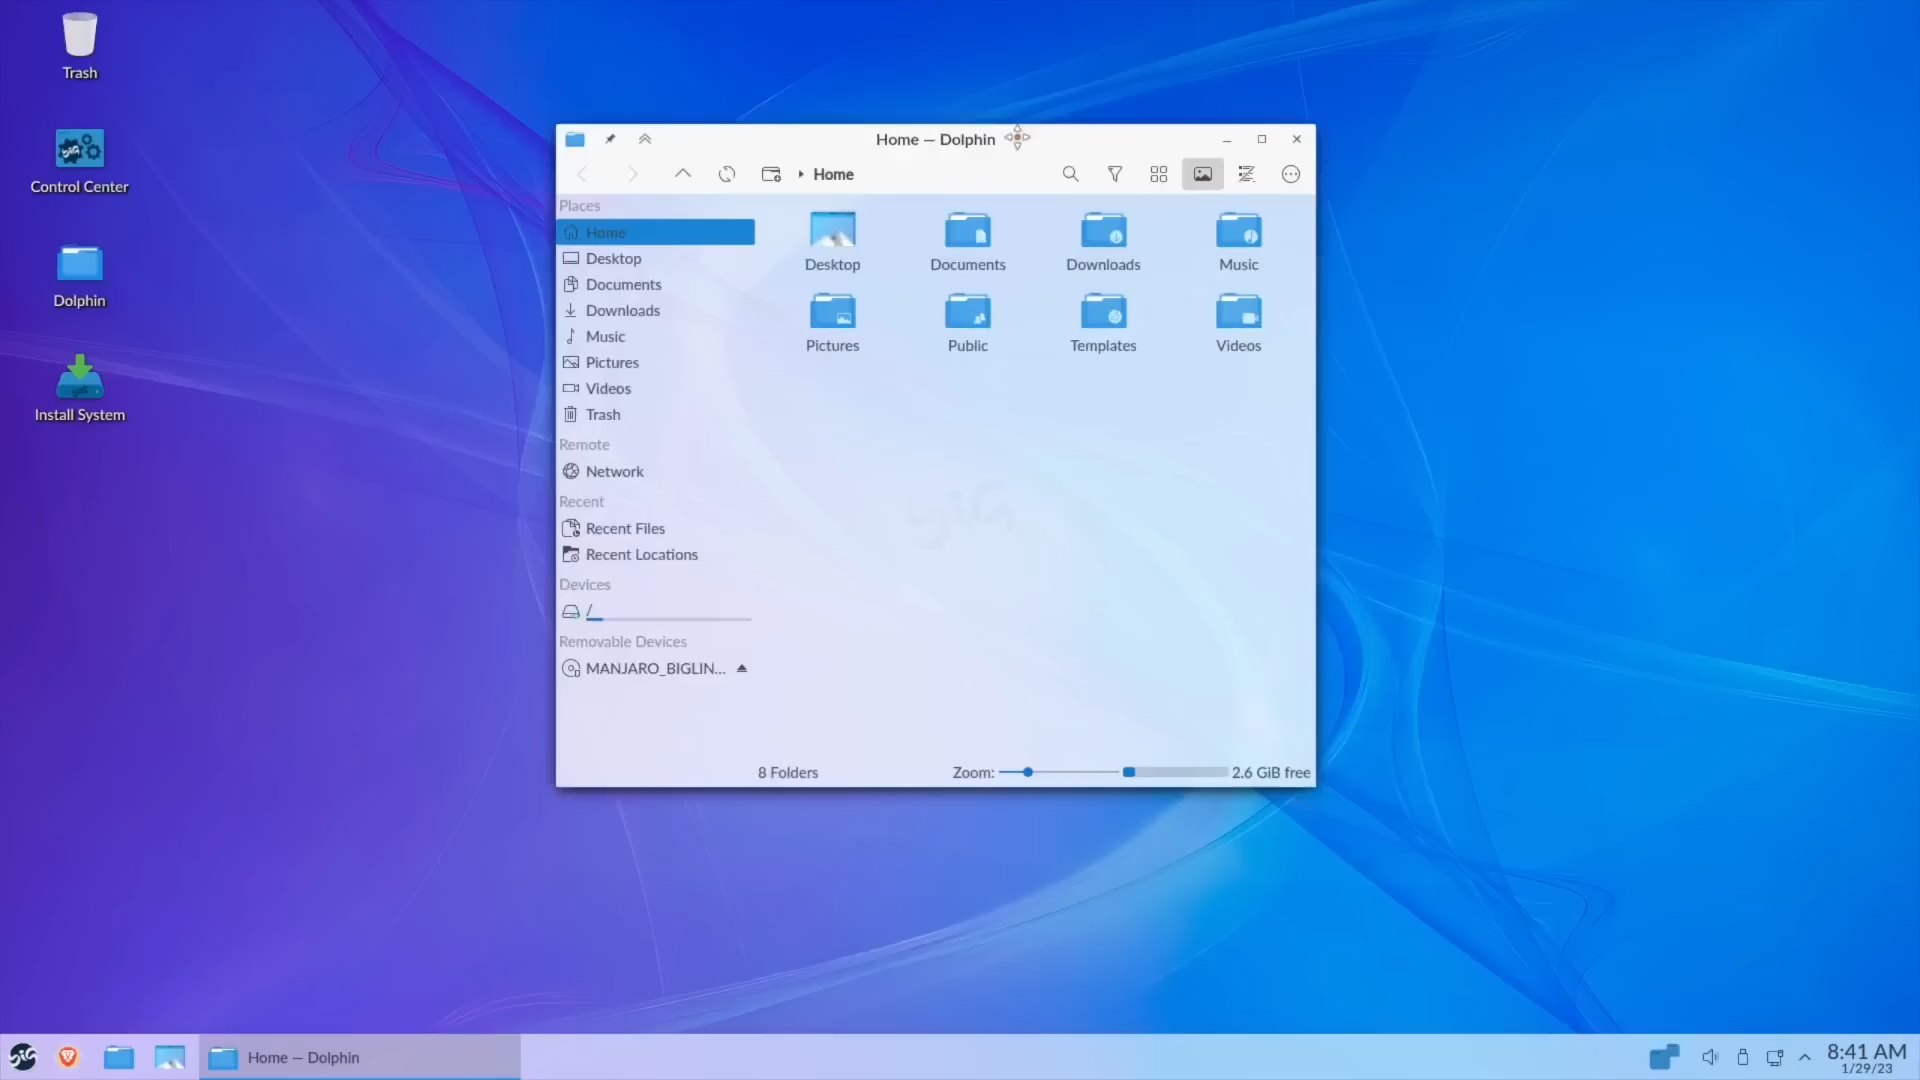 Trash
Control Center
Dolphin
Install System
Home — Dolphin
Home
Places
Home
Desktop
Documents
Downloads
Music
Pictures
Videos
Trash
Remote
Network
Recent
Recent Files
Recent Locations
Devices
/
Removable Devices
MANJARO_BIGLIN...
Desktop
Documents
Downloads
Music
Pictures
Public
Templates
Videos
8 Folders
Zoom:
2.6 GiB free
Home — Dolphin
8:41 AM
1/29/23